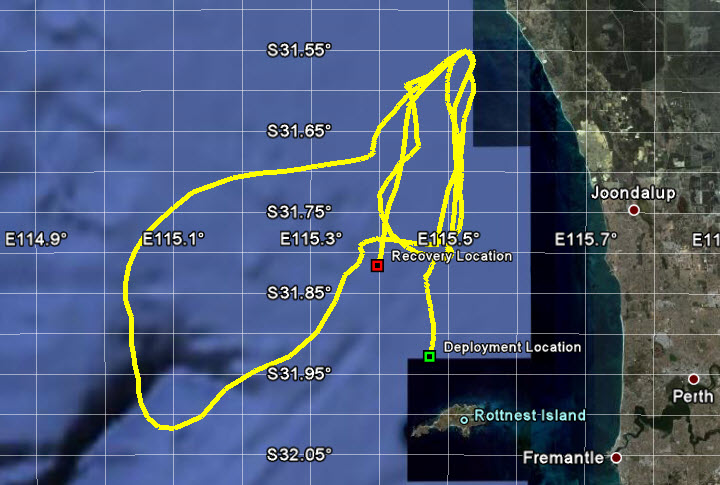 S31.55°
S31.65°
Joondalup
S31.75°
E114.9°
E115.1°
E115.3°
E115.5°
E115.7°
E11
Recovery Location
S31.85°
Deployment Location
S31.95°
Perth
Rottnest Island
S32.05°
Fremantle